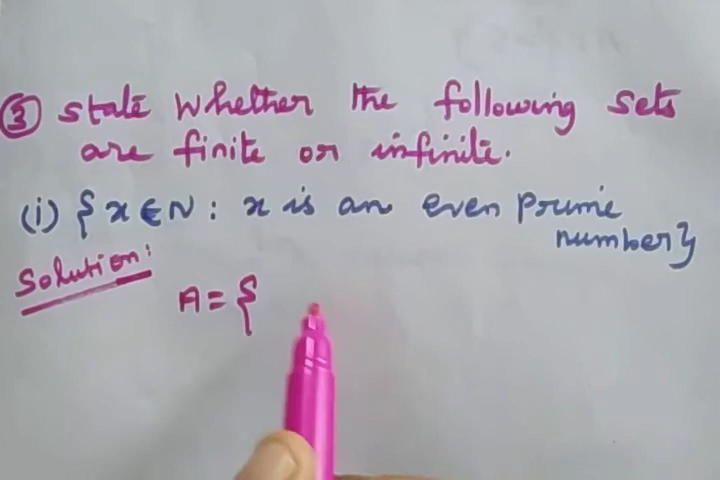 ③ state whether the following sets
are finite or infinite.
(i) { x ∈ N : x is an even prime
number}
Solution:
A = {